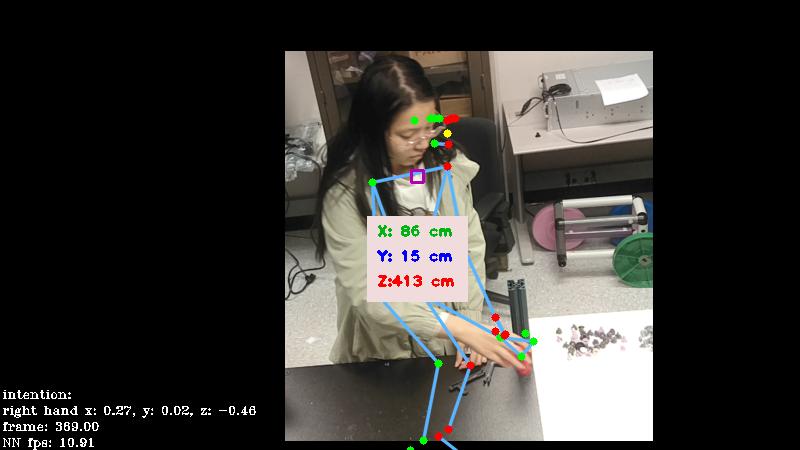 X: 86 cm
Y: 15 cm
Z:413 cm
intention:
right hand x: 0.27, y: 0.02, z: -0.46
frame: 369.00
NN fps: 10.91